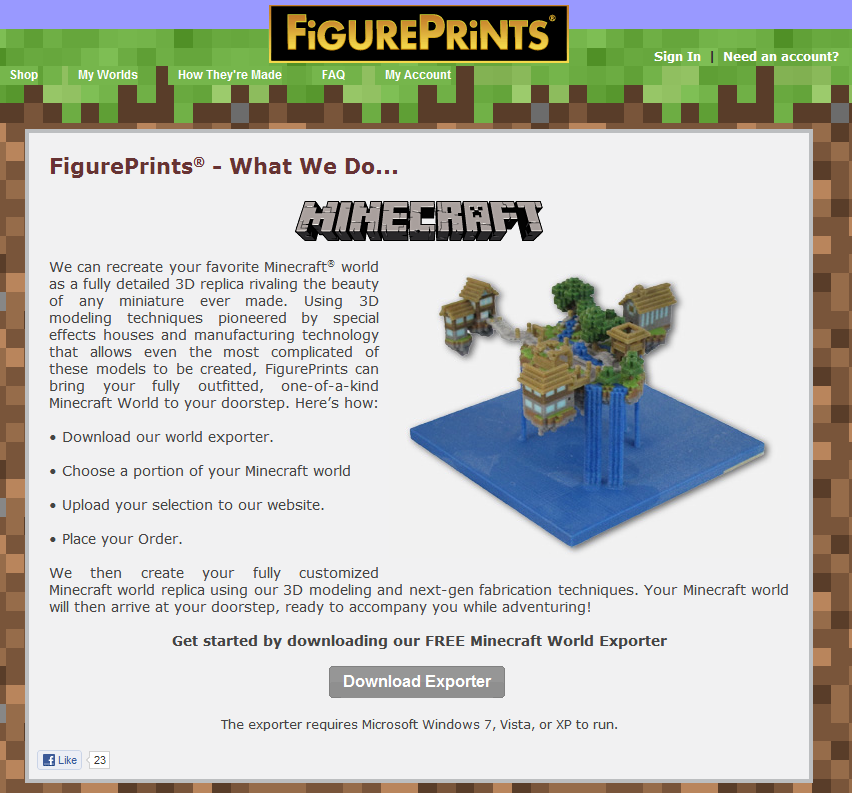 FiGUREPRiNTS®
Sign In | Need an account?
Shop My Worlds How They're Made FAQ My Account
FigurePrints® - What We Do...
MINECRAFT
We can recreate your favorite Minecraft® world
as a fully detailed 3D replica rivaling the beauty
of any miniature ever made. Using 3D
modeling techniques pioneered by special
effects houses and manufacturing technology
that allows even the most complicated of
these models to be created, FigurePrints can
bring your fully outfitted, one-of-a-kind
Minecraft World to your doorstep. Here’s how:
• Download our world exporter.
• Choose a portion of your Minecraft world
• Upload your selection to our website.
• Place your Order.
We then create your fully customized
Minecraft world replica using our 3D modeling and next-gen fabrication techniques. Your Minecraft world
will then arrive at your doorstep, ready to accompany you while adventuring!
Get started by downloading our FREE Minecraft World Exporter
Download Exporter
The exporter requires Microsoft Windows 7, Vista, or XP to run.
Like 23